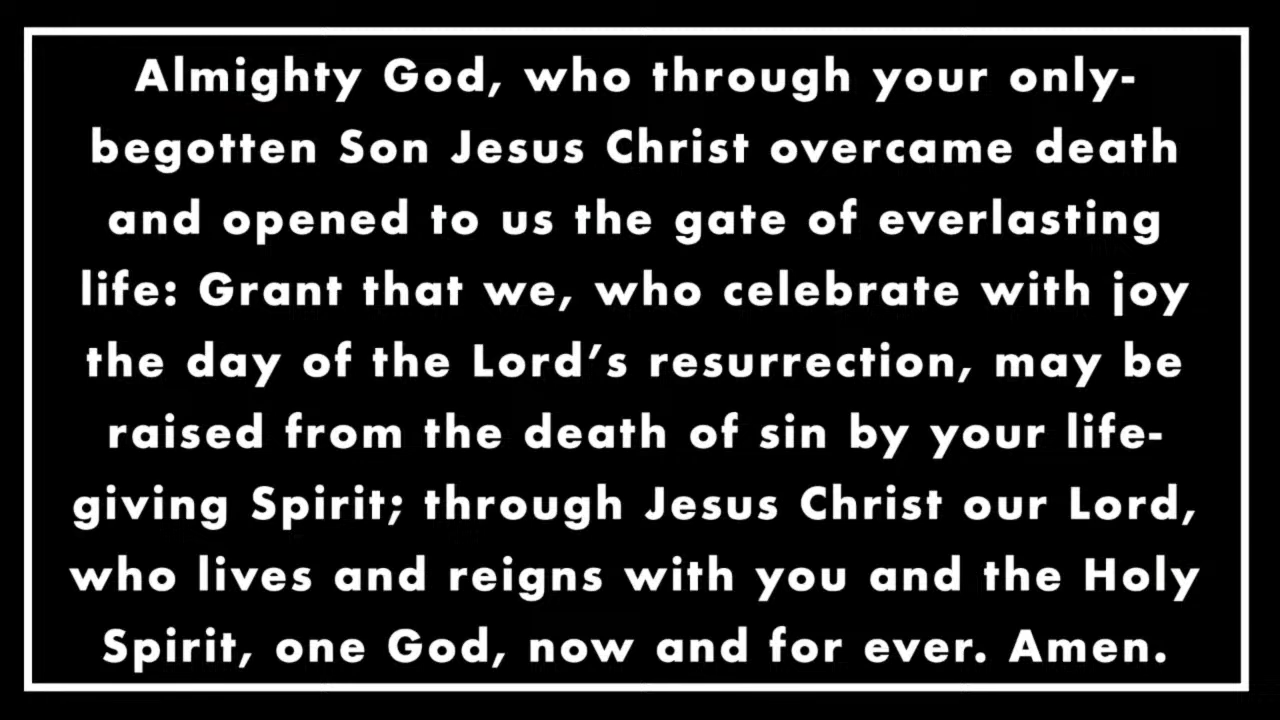 Almighty God, who through your only-
begotten Son Jesus Christ overcame death
and opened to us the gate of everlasting
life: Grant that we, who celebrate with joy
the day of the Lord’s resurrection, may be
raised from the death of sin by your life-
giving Spirit; through Jesus Christ our Lord,
who lives and reigns with you and the Holy
Spirit, one God, now and for ever. Amen.